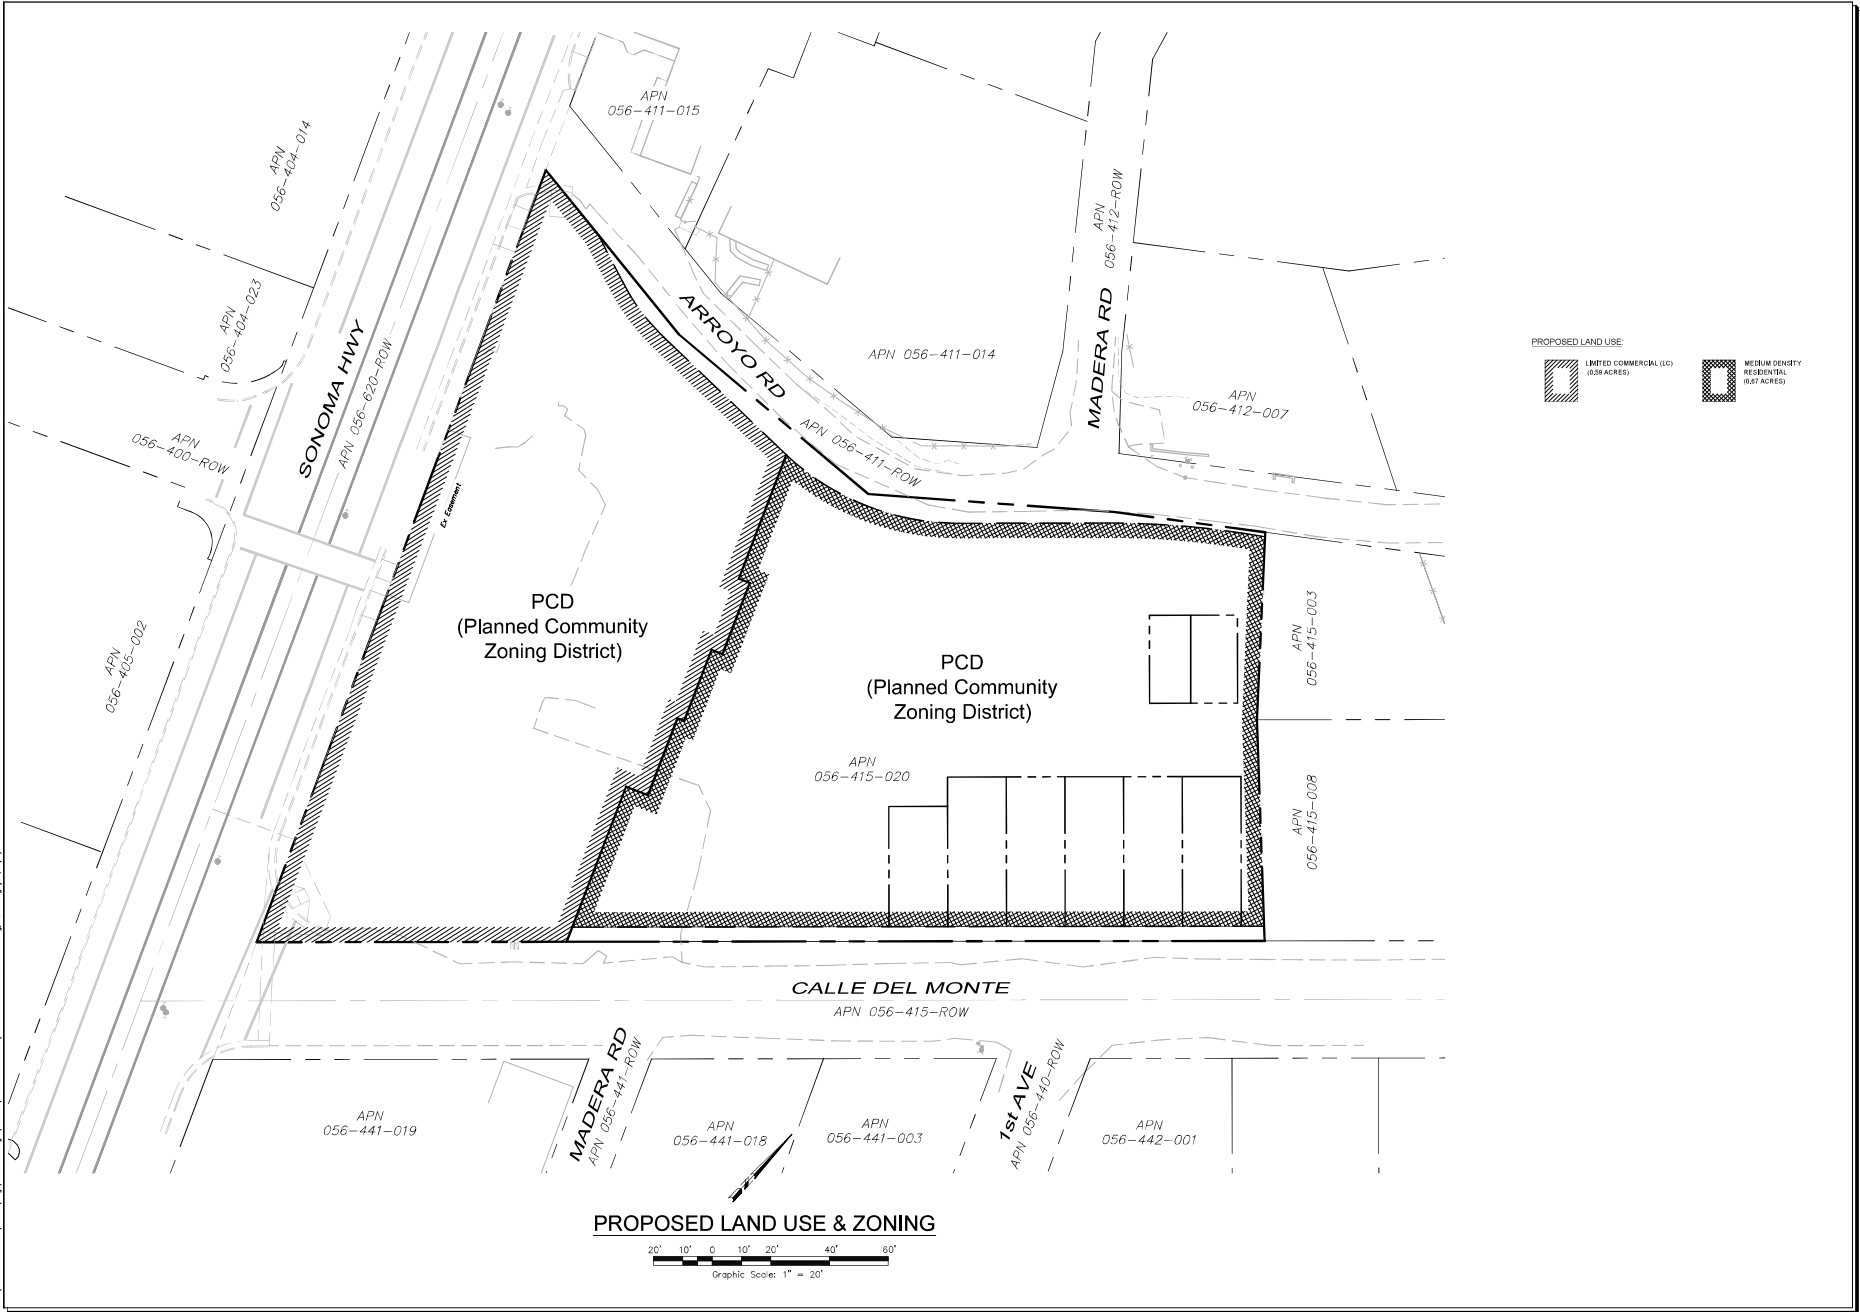 APN
056-411-015
APN
056-404-014
APN
056-412-ROW
MADERA RD
APN
056-404-023
SONOMA HWY
APN 056-620-ROW
ARROYO RD
APN 056-411-014
PROPOSED LAND USE:
LIMITED COMMERCIAL (LC)
(0.59 ACRES)
MEDIUM DENSITY
RESIDENTIAL
(0.67 ACRES)
APN
056-412-007
APN
056-400-ROW
APN 056-411-ROW
Ex Easement
PCD
(Planned Community
Zoning District)
APN
056-415-003
APN
056-405-002
PCD
(Planned Community
Zoning District)
APN
056-415-020
APN
056-415-008
CALLE DEL MONTE
APN 056-415-ROW
MADERA RD
APN 056-441-ROW
1st AVE
APN 056-440-ROW
APN
056-441-019
APN
056-441-018
APN
056-441-003
APN
056-442-001
PROPOSED LAND USE & ZONING
20' 10' 0 10' 20' 40' 60'
Graphic Scale: 1" = 20'